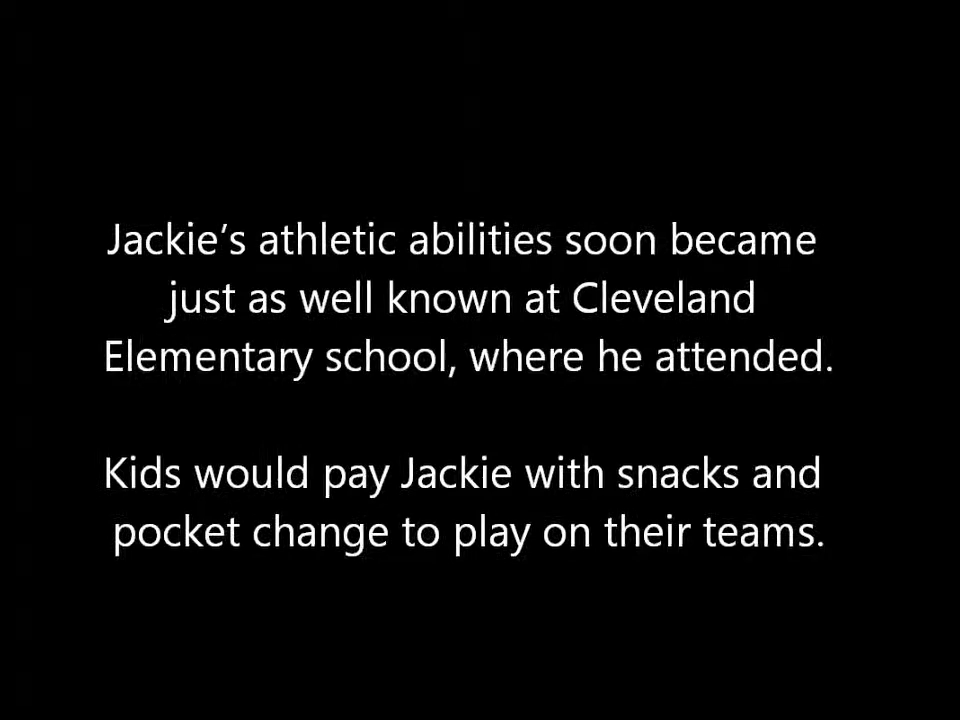 Jackie’s athletic abilities soon became
just as well known at Cleveland
Elementary school, where he attended.
Kids would pay Jackie with snacks and
pocket change to play on their teams.